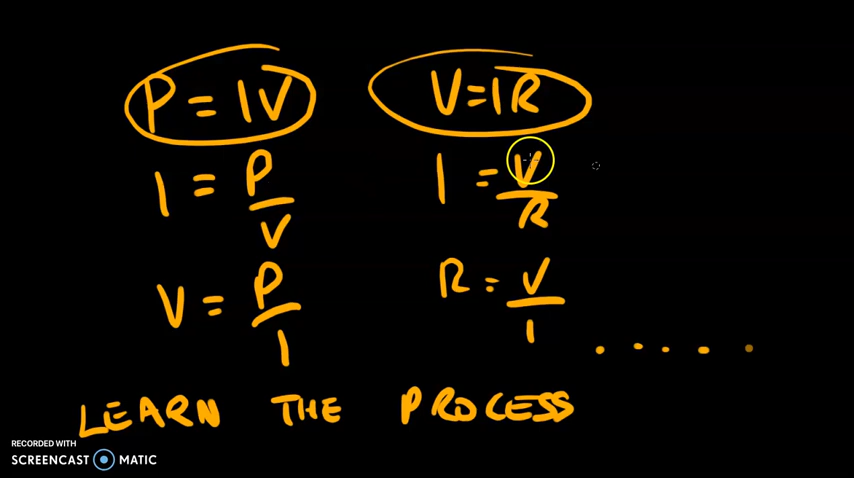 P = IV V = IR
I = P/V I = V/R
V = P/I R = V/I .....
LEARN THE PROCESS
RECORDED WITH
SCREENCAST MATIC